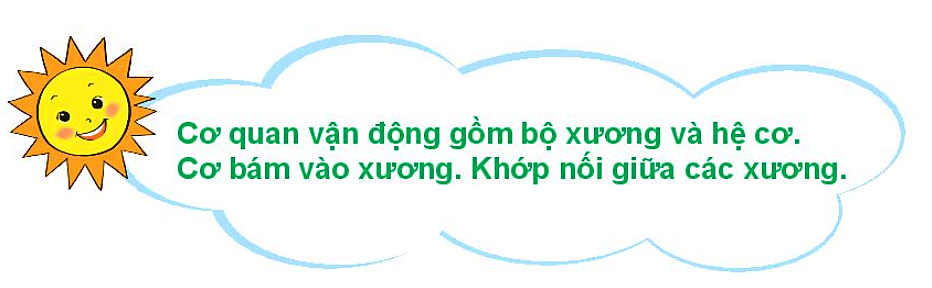 Cơ quan vận động gồm bộ xương và hệ cơ.
Cơ bám vào xương. Khớp nối giữa các xương.